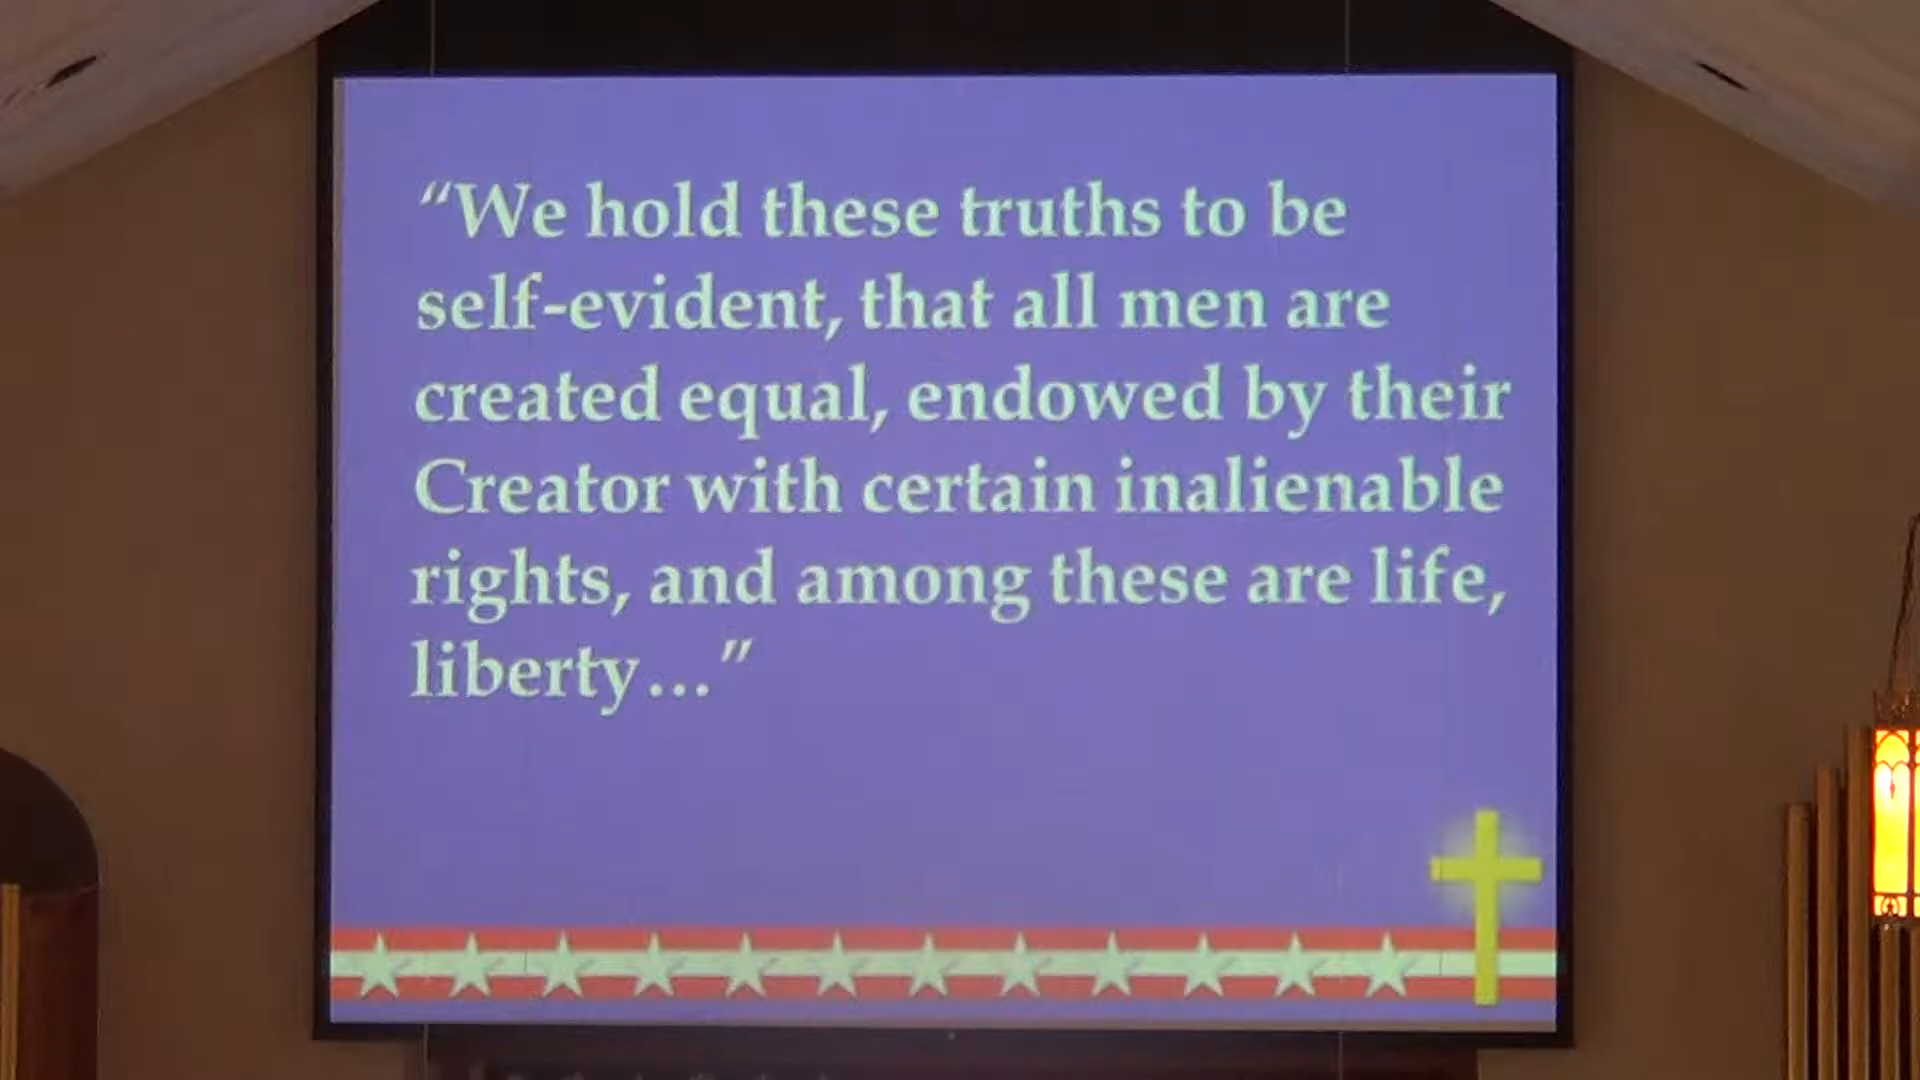 “We hold these truths to be
self-evident, that all men are
created equal, endowed by their
Creator with certain inalienable
rights, and among these are life,
liberty…”